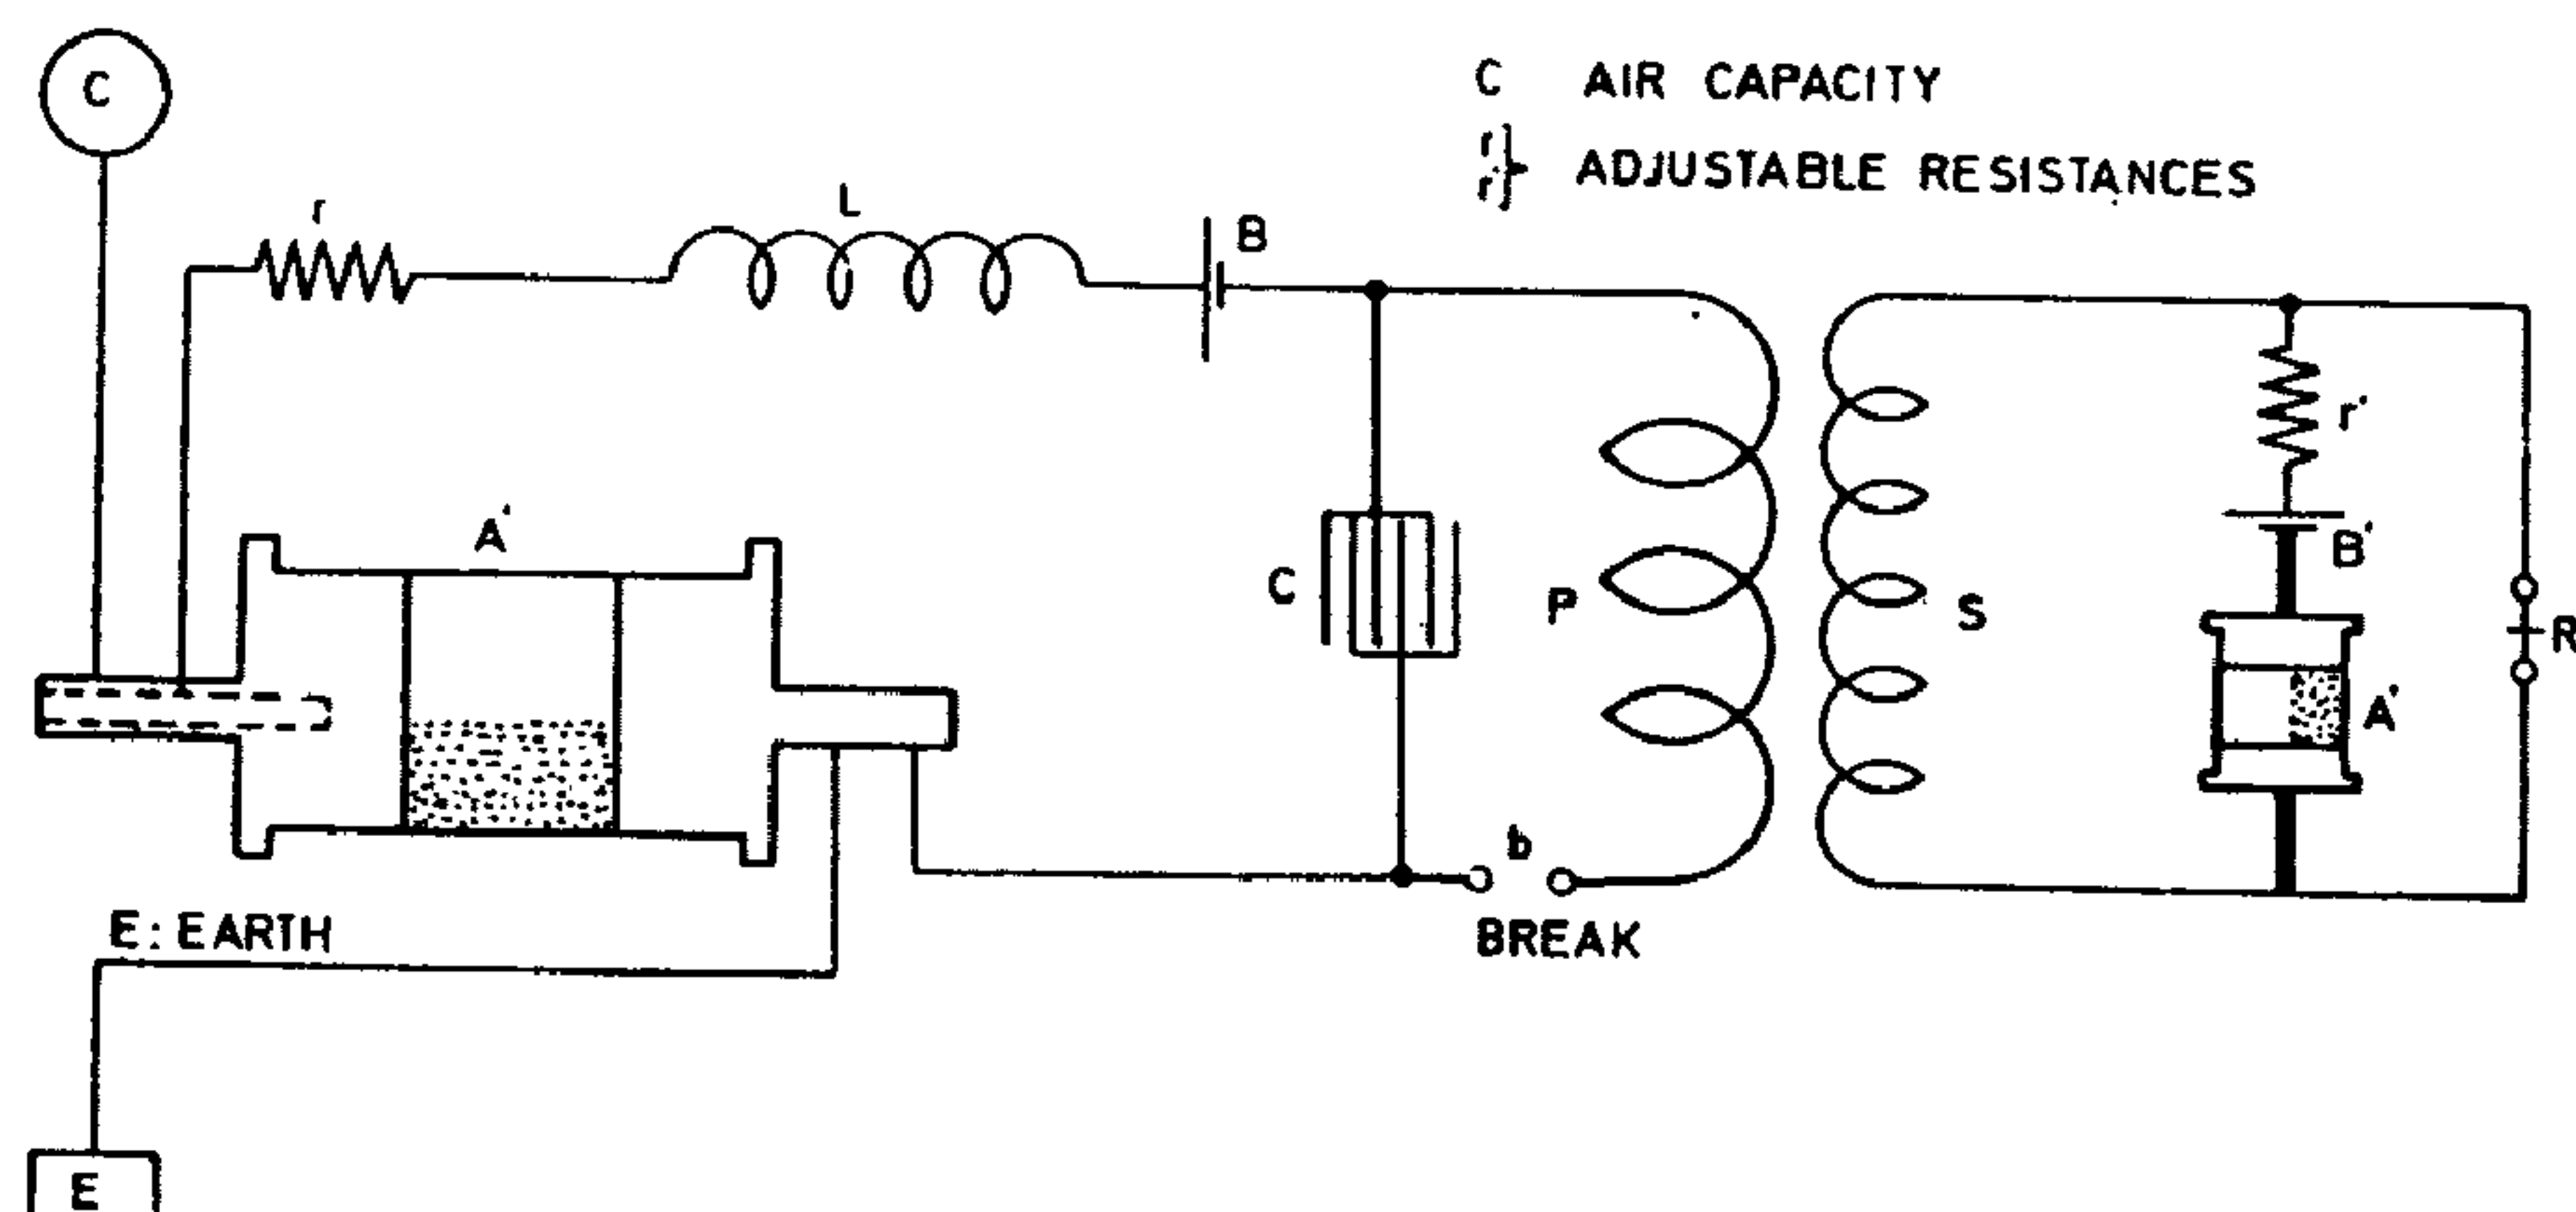 C
C AIR CAPACITY
r
r' } ADJUSTABLE RESISTANCES
r
L
B
r'
B'
A'
C
P
S
R
A'
b
BREAK
E: EARTH
E